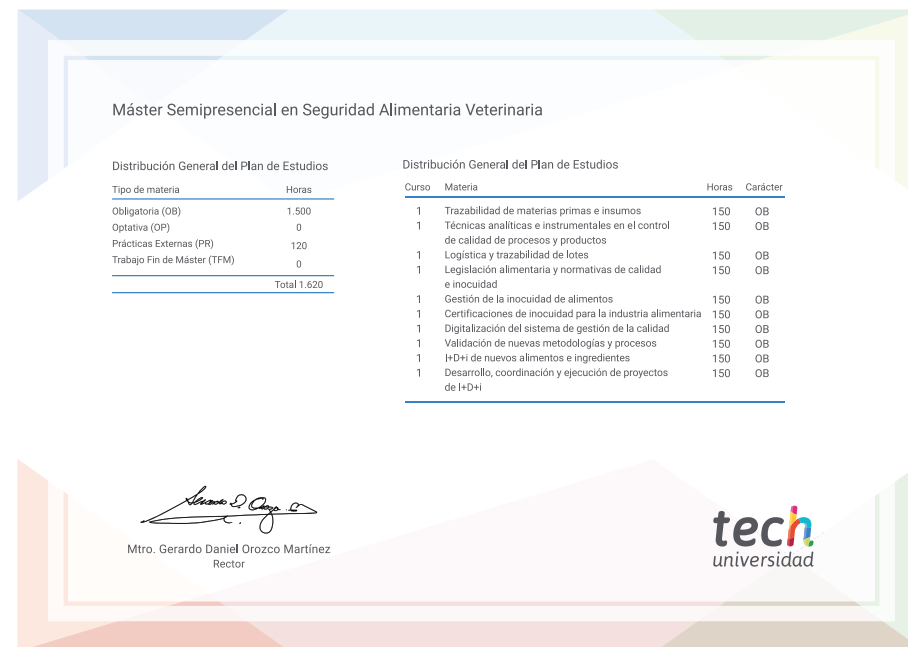 Máster Semipresencial en Seguridad Alimentaria Veterinaria
Distribución General del Plan de Estudios
Tipo de materia Horas
Obligatoria (OB) 1.500
Optativa (OP) 0
Prácticas Externas (PR) 120
Trabajo Fin de Máster (TFM) 0
Total 1.620
Distribución General del Plan de Estudios
Curso Materia Horas Carácter
1 Trazabilidad de materias primas e insumos 150 OB
1 Técnicas analíticas e instrumentales en el control 150 OB
de calidad de procesos y productos
1 Logística y trazabilidad de lotes 150 OB
1 Legislación alimentaria y normativas de calidad 150 OB
e inocuidad
1 Gestión de la inocuidad de alimentos 150 OB
1 Certificaciones de inocuidad para la industria alimentaria 150 OB
1 Digitalización del sistema de gestión de la calidad 150 OB
1 Validación de nuevas metodologías y procesos 150 OB
1 I+D+i de nuevos alimentos e ingredientes 150 OB
1 Desarrollo, coordinación y ejecución de proyectos 150 OB
de I+D+i
Mtro. Gerardo Daniel Orozco Martínez
Rector
tech
universidad